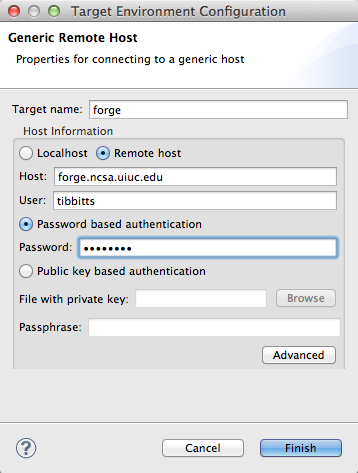 Target Environment Configuration
Generic Remote Host
Properties for connecting to a generic host
Target name: forge
Host Information
Localhost Remote host
Host: forge.ncsa.uiuc.edu
User: tibbitts
Password based authentication
Password: ••••••••
Public key based authentication
File with private key: Browse
Passphrase:
Advanced
? Cancel Finish